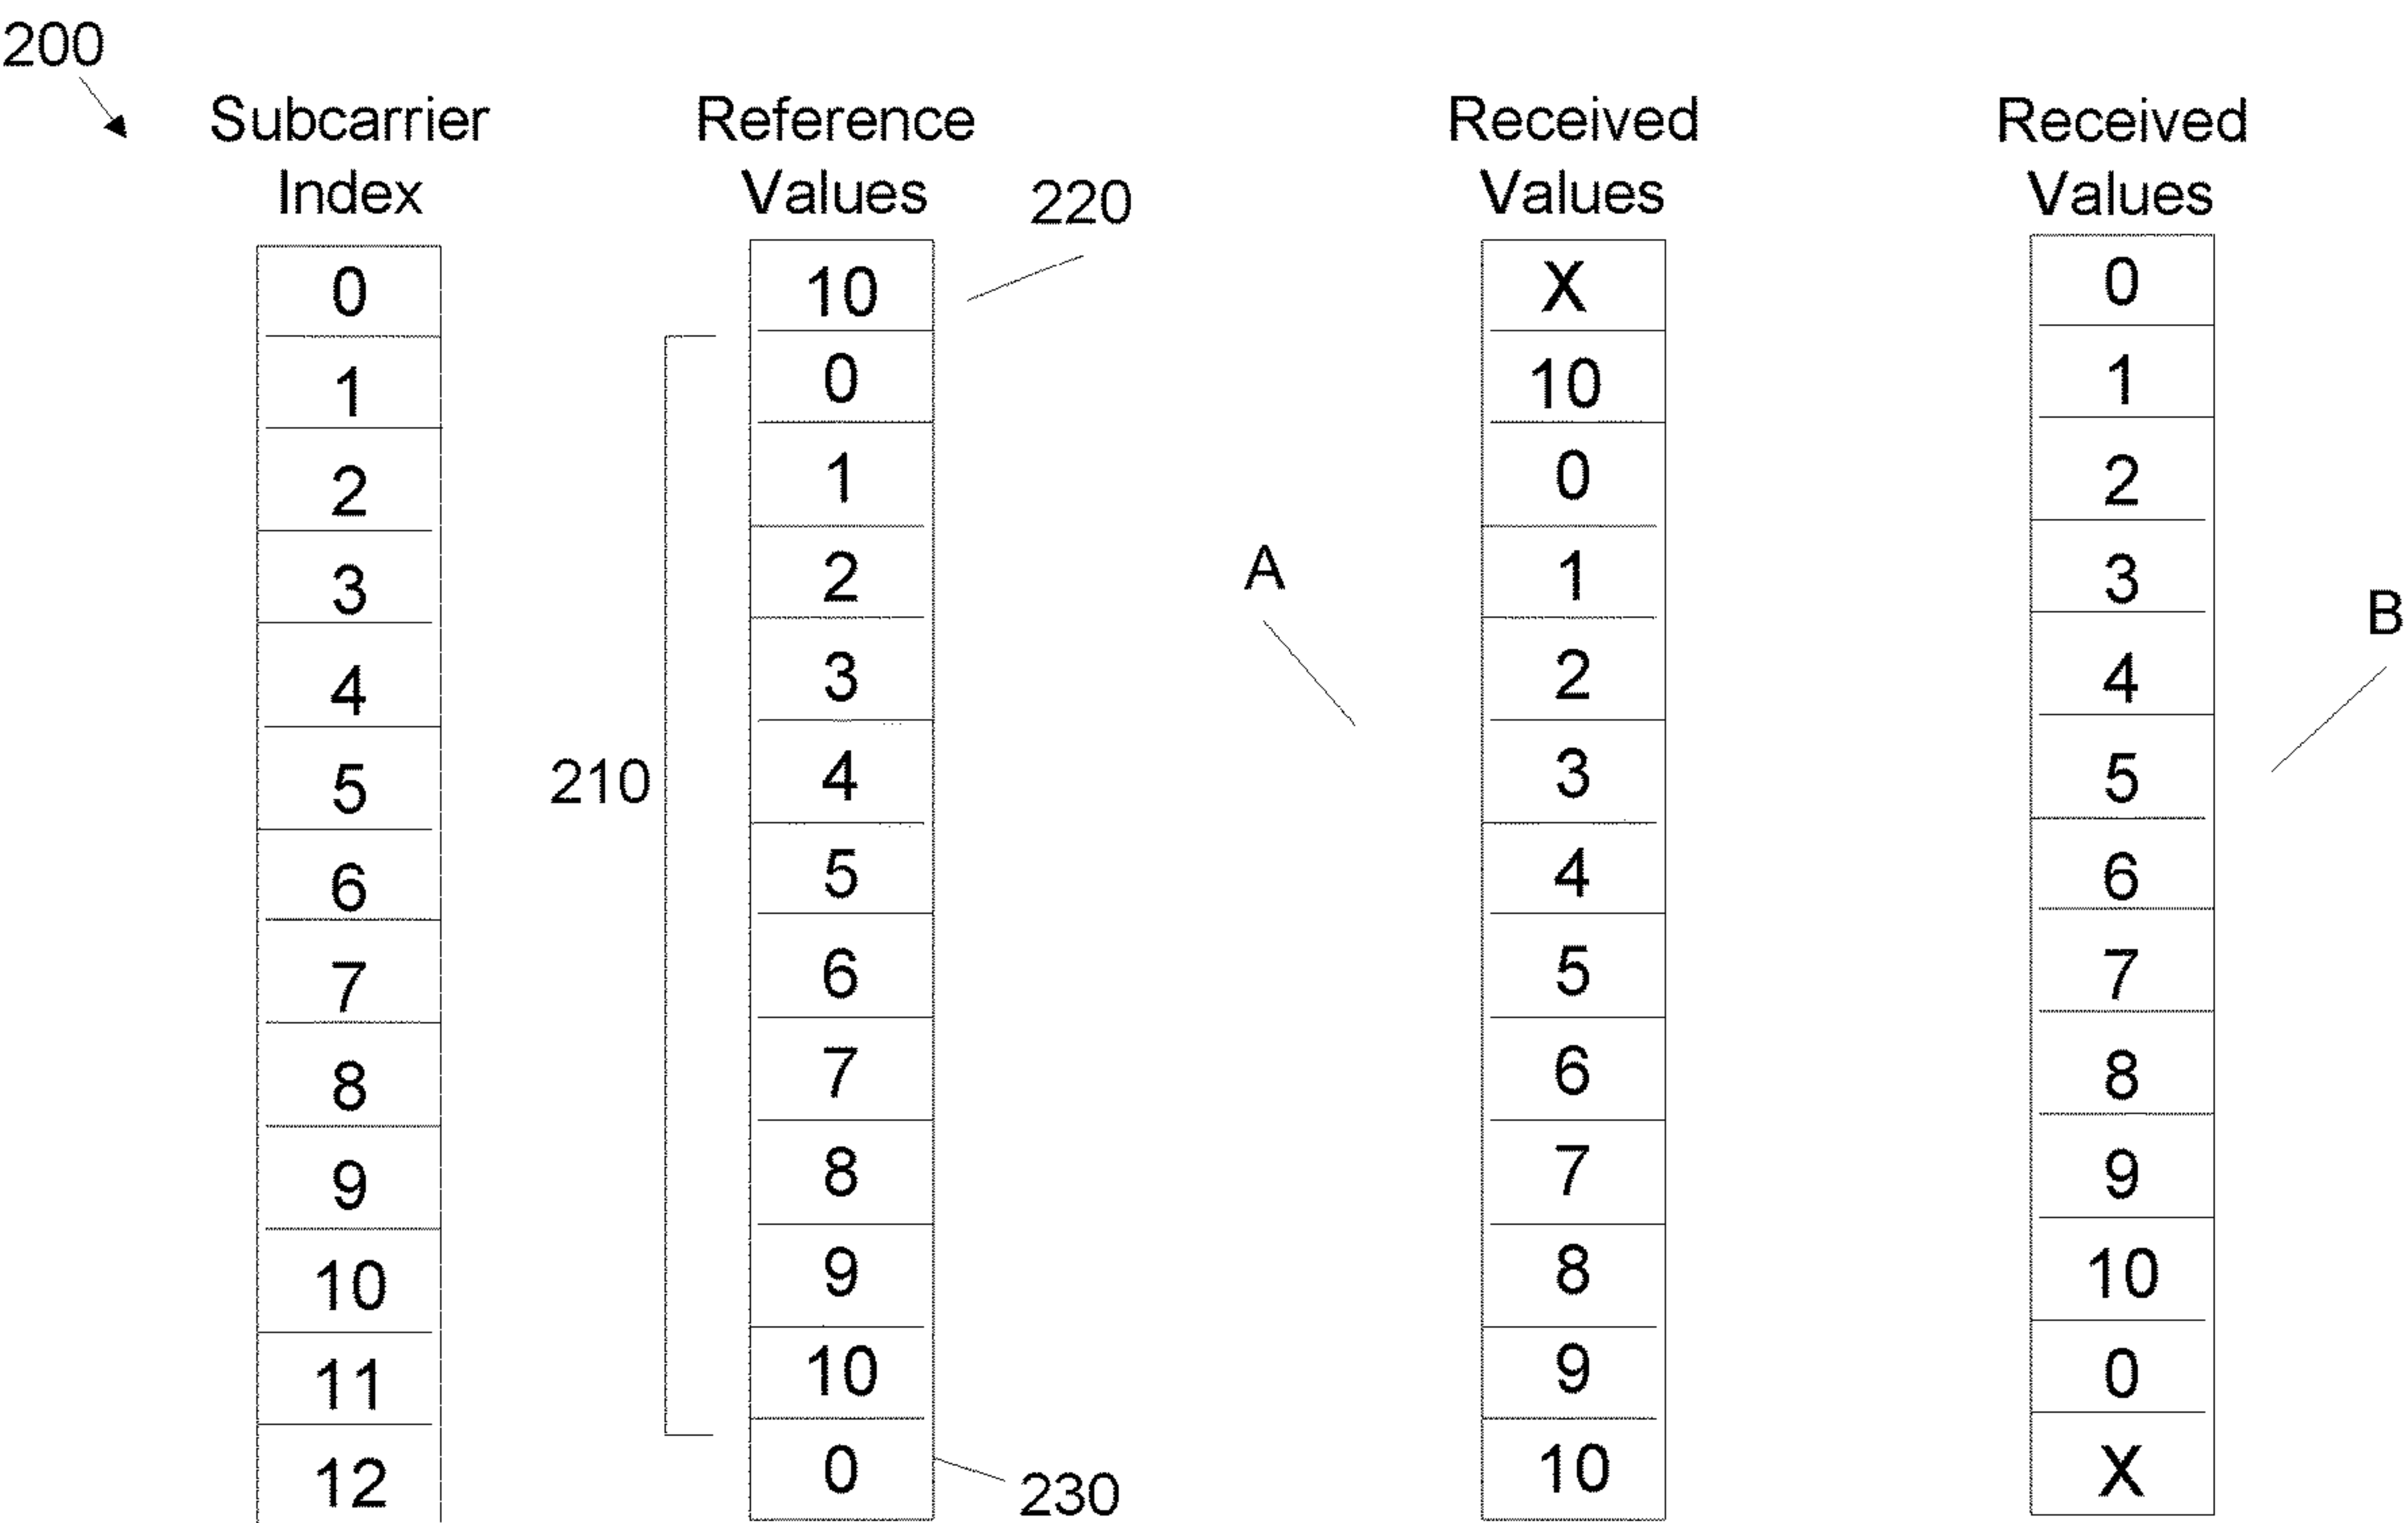 200
Subcarrier Index
Reference Values
Received Values
Received Values
220
0 10 X 0
1 0 10 1
2 1 0 2
3 2 1 3
A
B
4 3 2 4
210
5 4 3 5
6 5 4 6
7 6 5 7
8 7 6 8
9 8 7 9
10 9 8 10
11 10 9 0
12 0 10 X
230